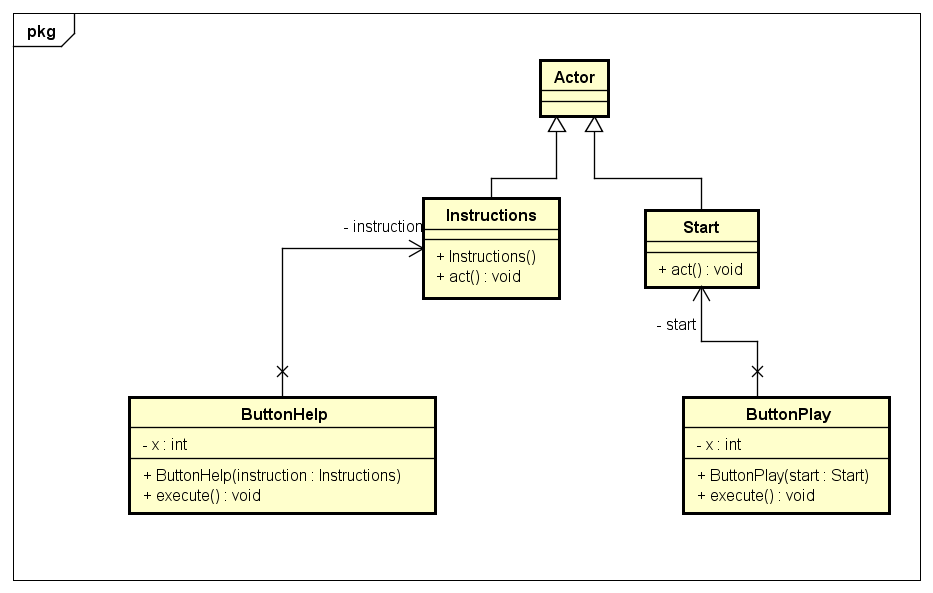 pkg
Actor
- instruction
Instructions
+ Instructions()
+ act() : void
Start
+ act() : void
- start
ButtonHelp
- x : int
+ ButtonHelp(instruction : Instructions)
+ execute() : void
ButtonPlay
- x : int
+ ButtonPlay(start : Start)
+ execute() : void